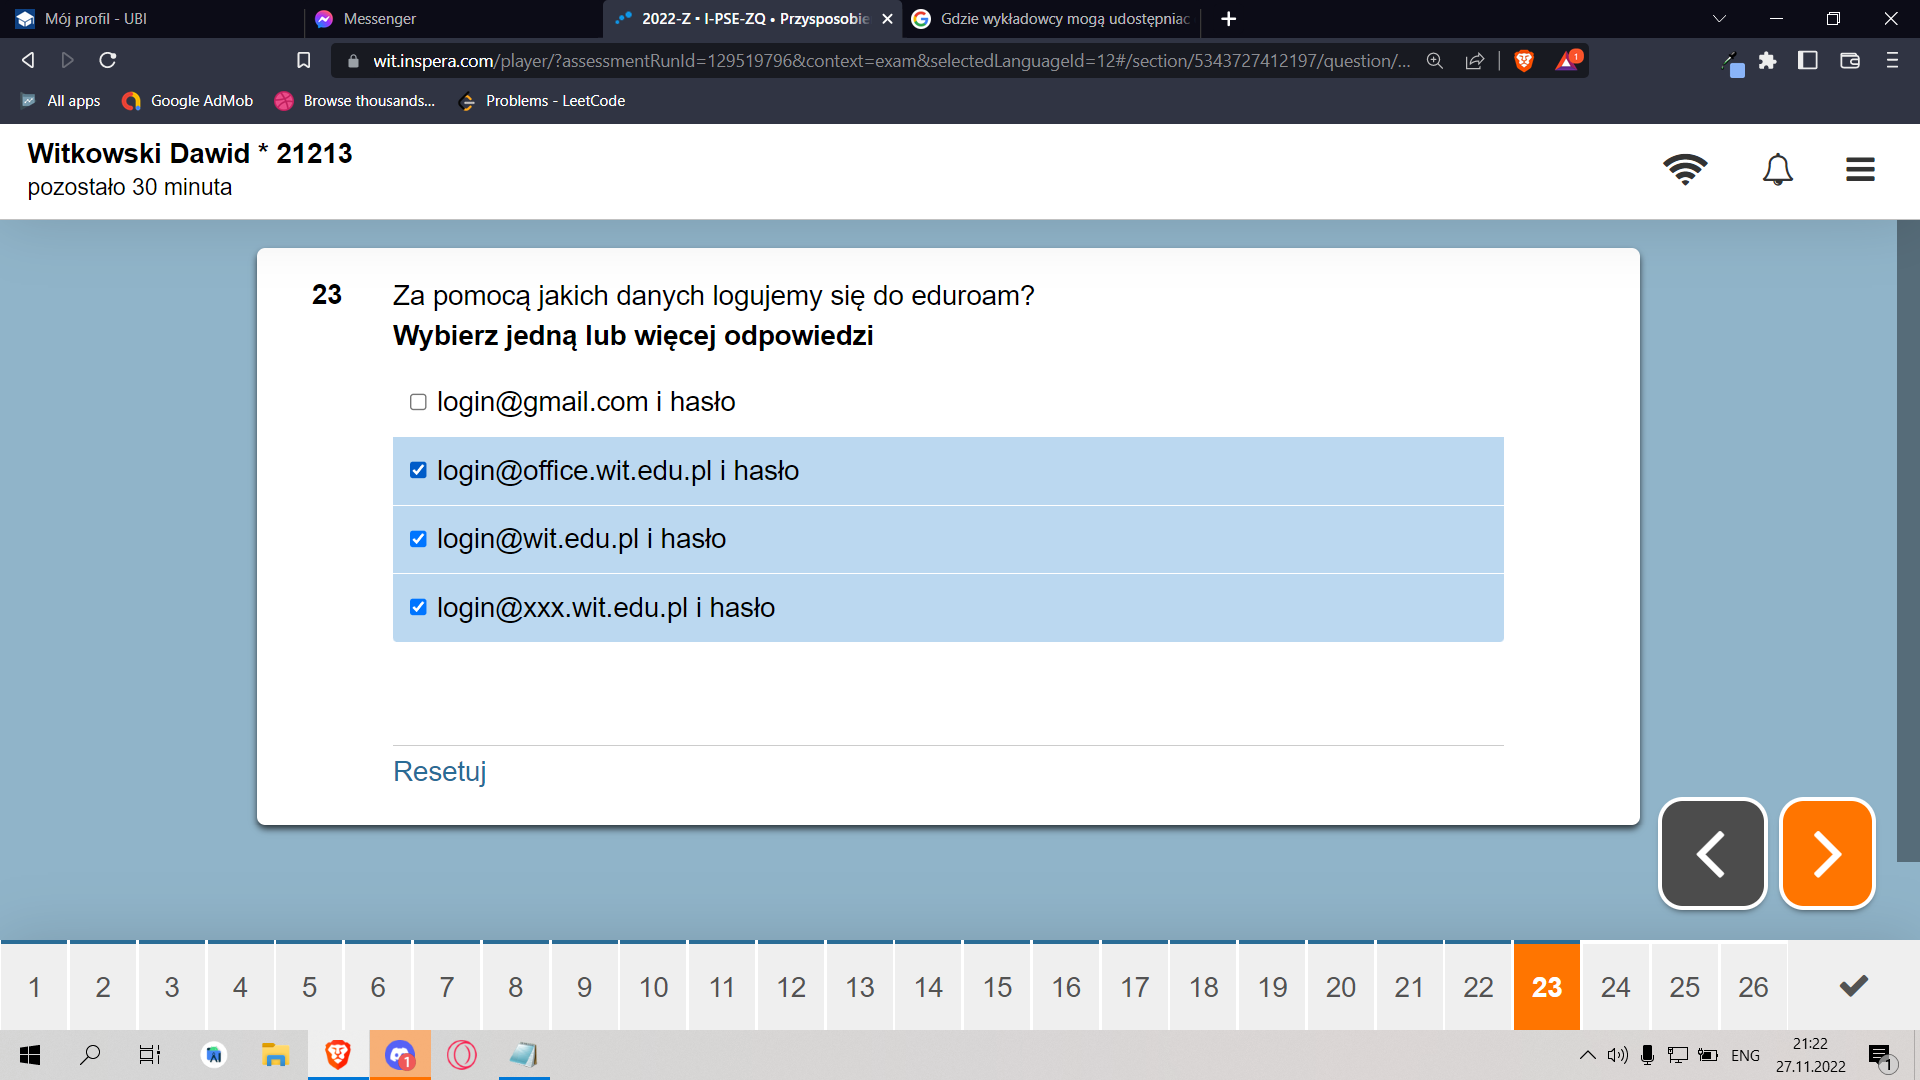 Mój profil - UBI
Messenger
2022-Z • I-PSE-ZQ • Przysposobie
Gdzie wykładowcy mogą udostępniać
wit.inspera.com/player/?assessmentRunId=129519796&context=exam&selectedLanguageId=12#/section/5343727412197/question/...
1
All apps
Google AdMob
Browse thousands...
Problems - LeetCode
Witkowski Dawid * 21213
pozostało 30 minuta
23
Za pomocą jakich danych logujemy się do eduroam?
Wybierz jedną lub więcej odpowiedzi
login@gmail.com i hasło
login@office.wit.edu.pl i hasło
login@wit.edu.pl i hasło
login@xxx.wit.edu.pl i hasło
Resetuj
1 2 3 4 5 6 7 8 9 10 11 12 13 14 15 16 17 18 19 20 21 22 23 24 25 26
1
ENG
21:22
27.11.2022
1